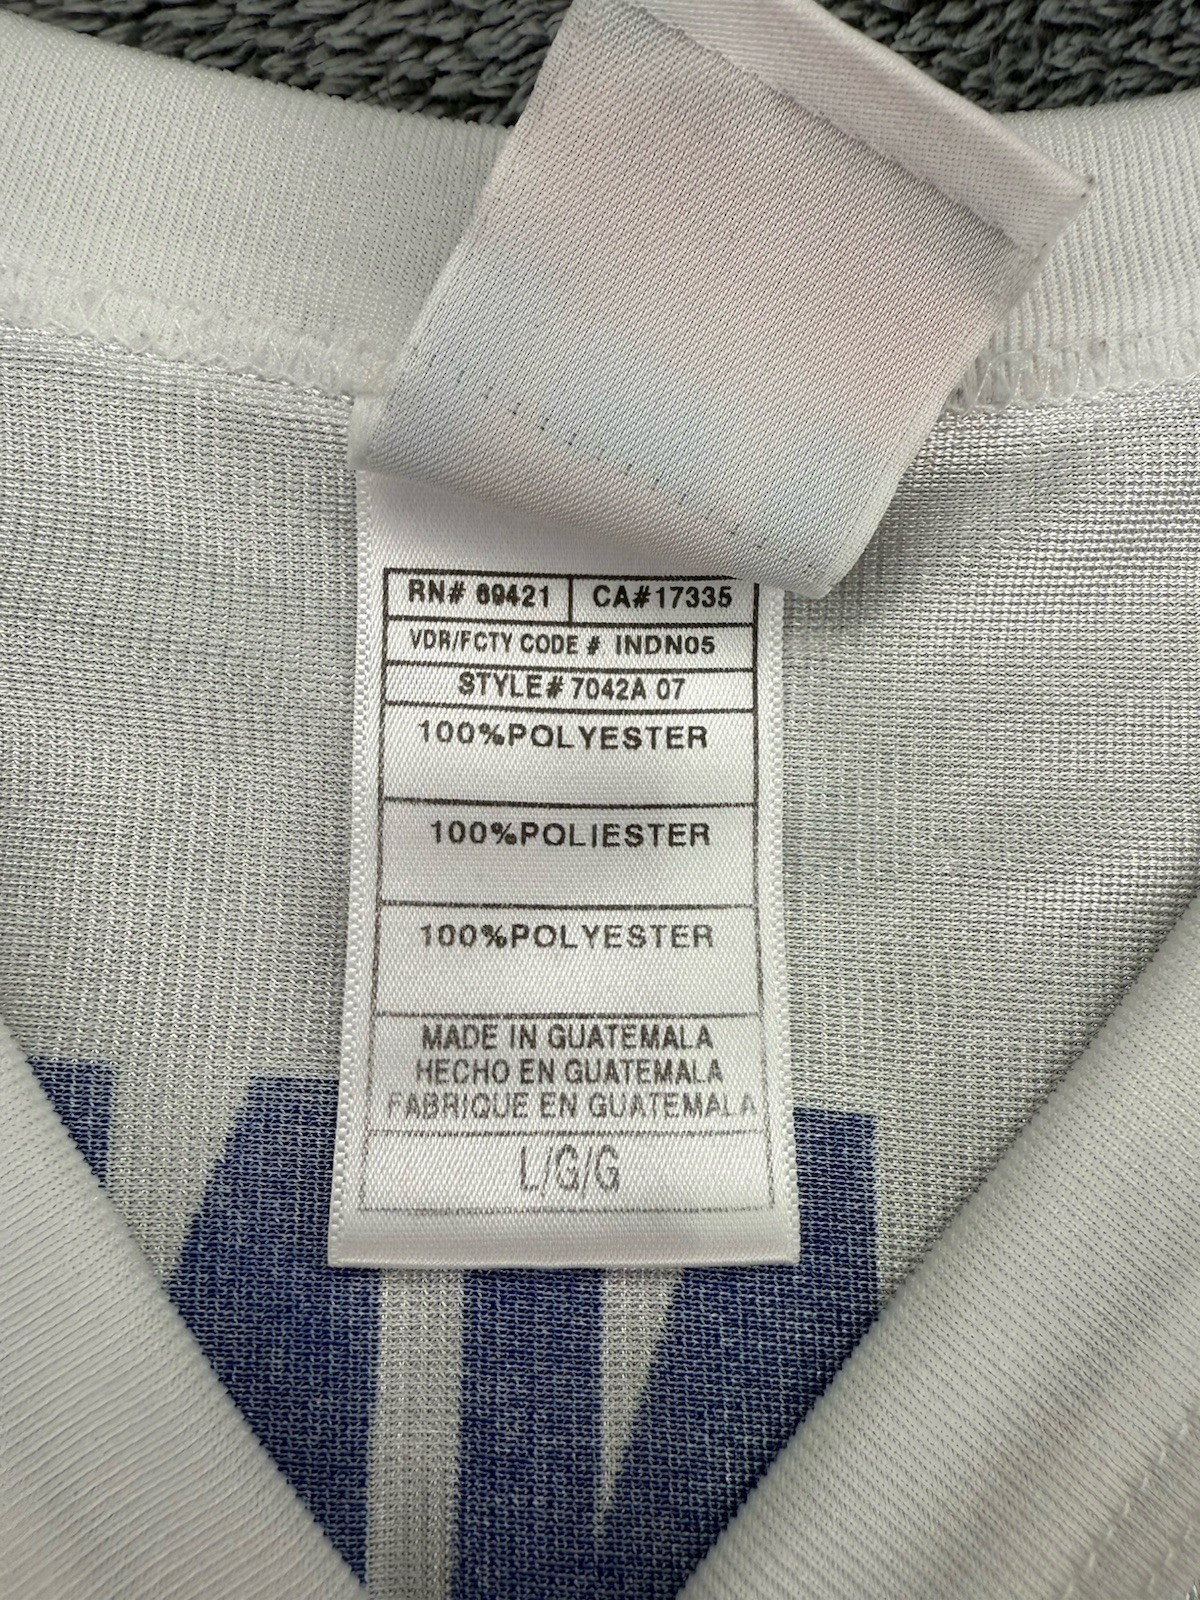 RN# 69421 CA#17335
VDR/FCTY CODE # INDN05
STYLE# 7042A 07
100%POLYESTER
100%POLIESTER
100%POLYESTER
MADE IN GUATEMALA
HECHO EN GUATEMALA
FABRIQUE EN GUATEMALA
L/G/G